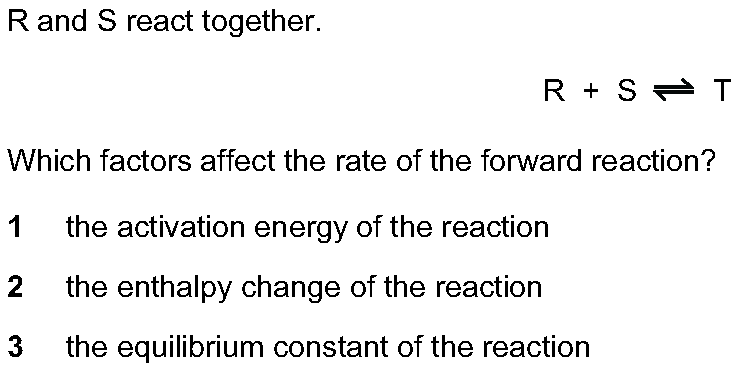 R and S react together.
R + S ⇌ T
Which factors affect the rate of the forward reaction?
1 the activation energy of the reaction
2 the enthalpy change of the reaction
3 the equilibrium constant of the reaction